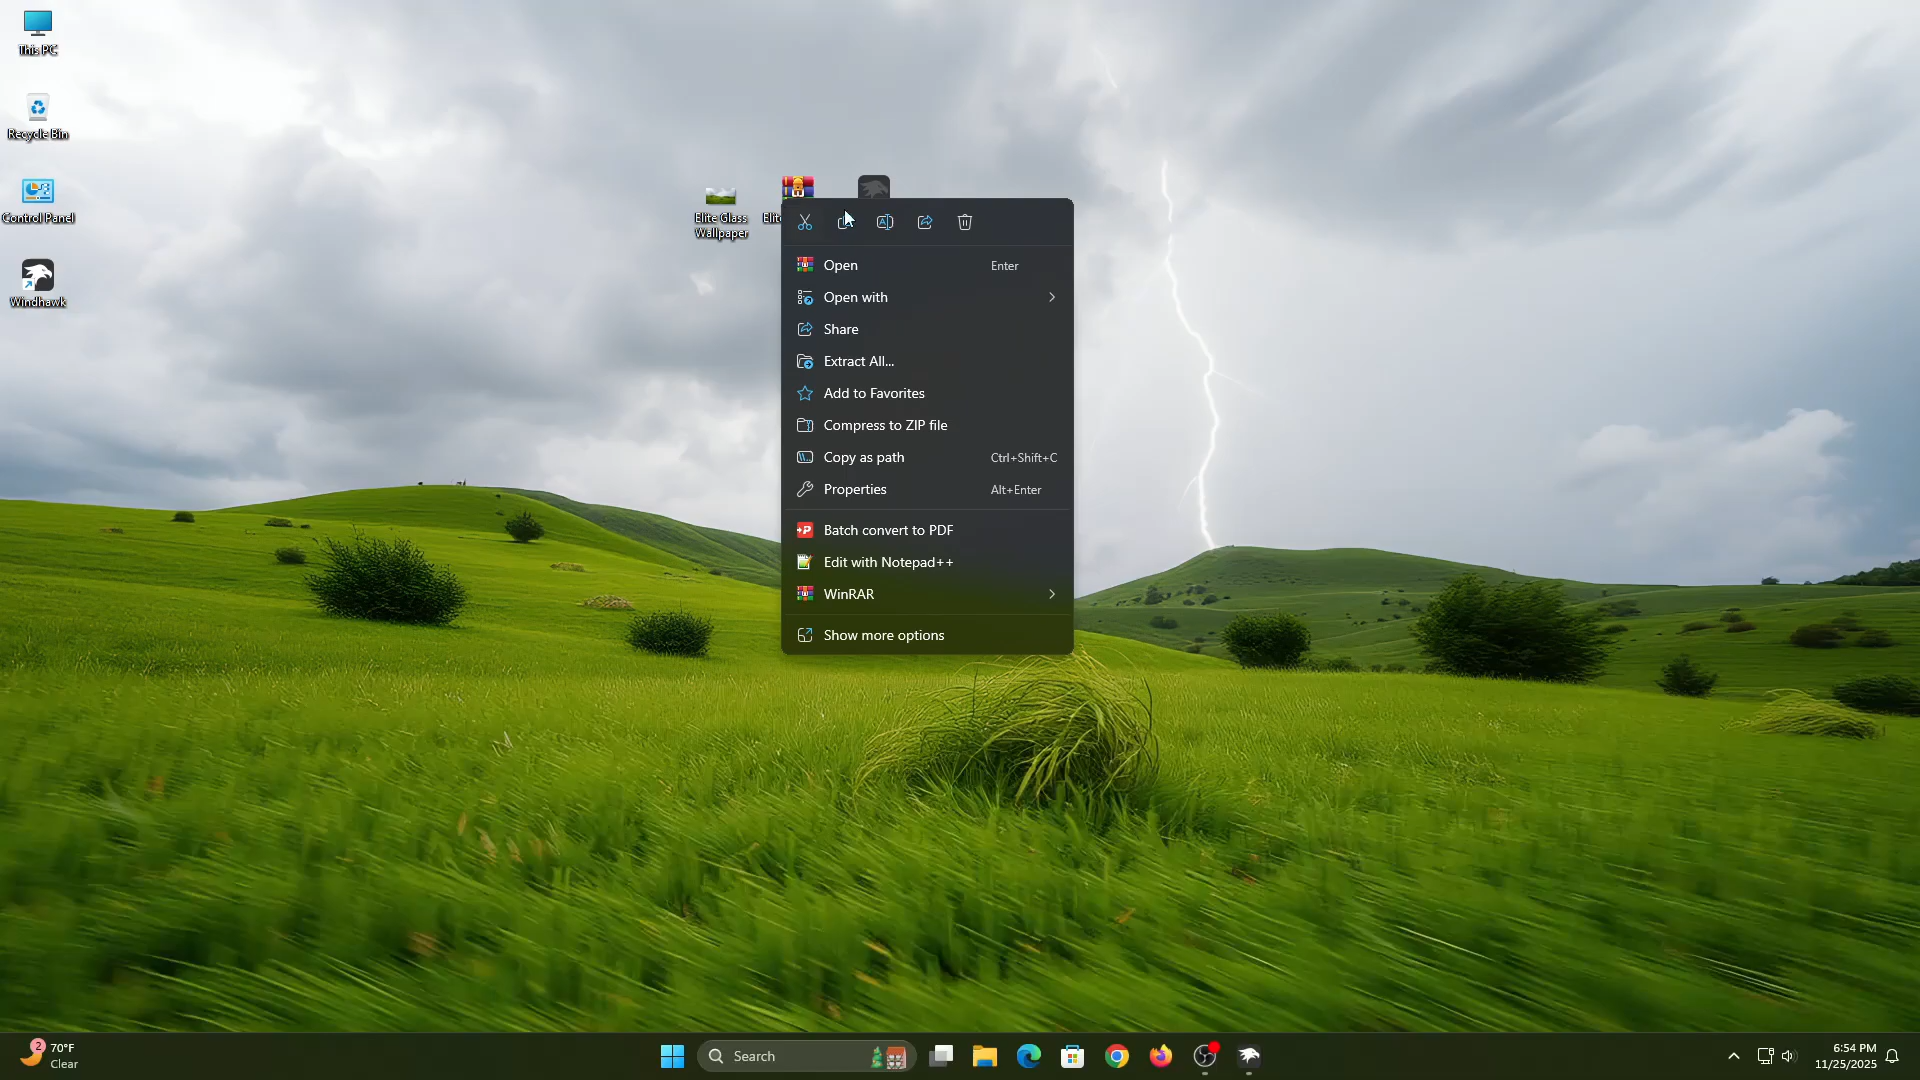 This PC
Recycle Bin
Control Panel
Windhawk
Elite Glass
Wallpaper
Open Enter
Open with
Share
Extract All...
Add to Favorites
Compress to ZIP file
Copy as path Ctrl+Shift+C
Properties Alt+Enter
Batch convert to PDF
Edit with Notepad++
WinRAR
Show more options
2
70°F
Clear
Search
6:54 PM
11/25/2025